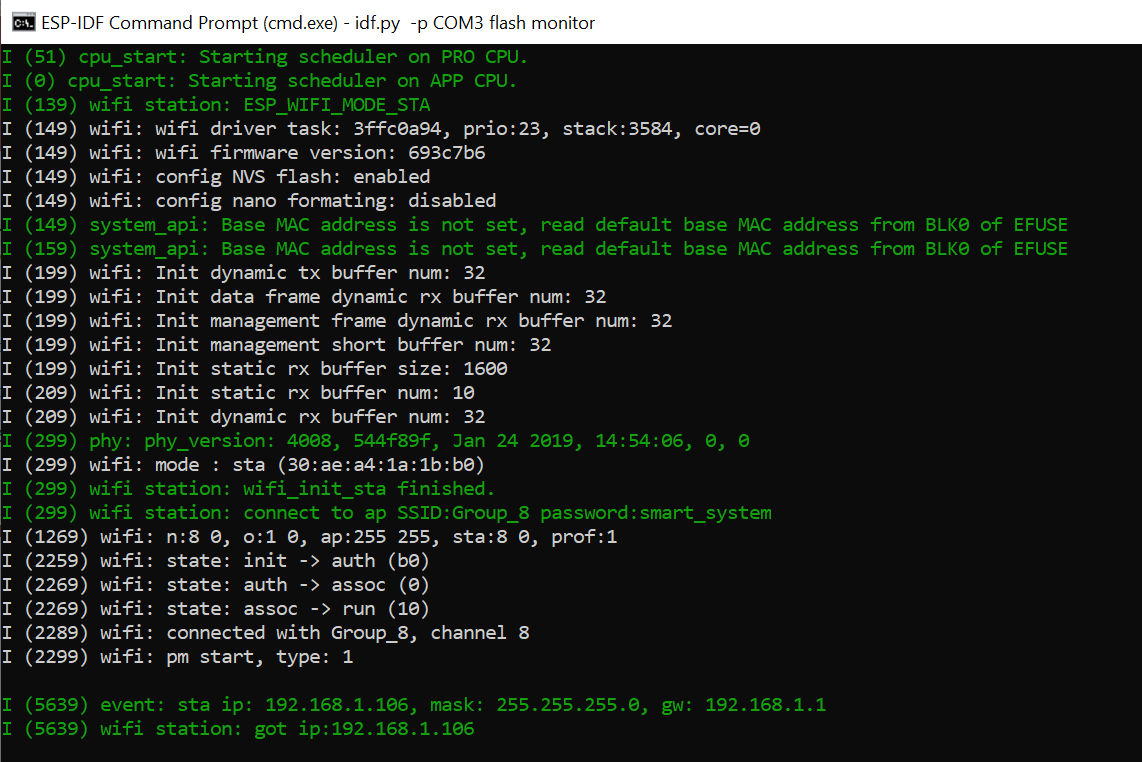 ESP-IDF Command Prompt (cmd.exe) - idf.py  -p COM3 flash monitor
I (51) cpu_start: Starting scheduler on PRO CPU.
I (0) cpu_start: Starting scheduler on APP CPU.
I (139) wifi station: ESP_WIFI_MODE_STA
I (149) wifi: wifi driver task: 3ffc0a94, prio:23, stack:3584, core=0
I (149) wifi: wifi firmware version: 693c7b6
I (149) wifi: config NVS flash: enabled
I (149) wifi: config nano formating: disabled
I (149) system_api: Base MAC address is not set, read default base MAC address from BLK0 of EFUSE
I (159) system_api: Base MAC address is not set, read default base MAC address from BLK0 of EFUSE
I (199) wifi: Init dynamic tx buffer num: 32
I (199) wifi: Init data frame dynamic rx buffer num: 32
I (199) wifi: Init management frame dynamic rx buffer num: 32
I (199) wifi: Init management short buffer num: 32
I (199) wifi: Init static rx buffer size: 1600
I (209) wifi: Init static rx buffer num: 10
I (209) wifi: Init dynamic rx buffer num: 32
I (299) phy: phy_version: 4008, 544f89f, Jan 24 2019, 14:54:06, 0, 0
I (299) wifi: mode : sta (30:ae:a4:1a:1b:b0)
I (299) wifi station: wifi_init_sta finished.
I (299) wifi station: connect to ap SSID:Group_8 password:smart_system
I (1269) wifi: n:8 0, o:1 0, ap:255 255, sta:8 0, prof:1
I (2259) wifi: state: init -> auth (b0)
I (2269) wifi: state: auth -> assoc (0)
I (2269) wifi: state: assoc -> run (10)
I (2289) wifi: connected with Group_8, channel 8
I (2299) wifi: pm start, type: 1
I (5639) event: sta ip: 192.168.1.106, mask: 255.255.255.0, gw: 192.168.1.1
I (5639) wifi station: got ip:192.168.1.106